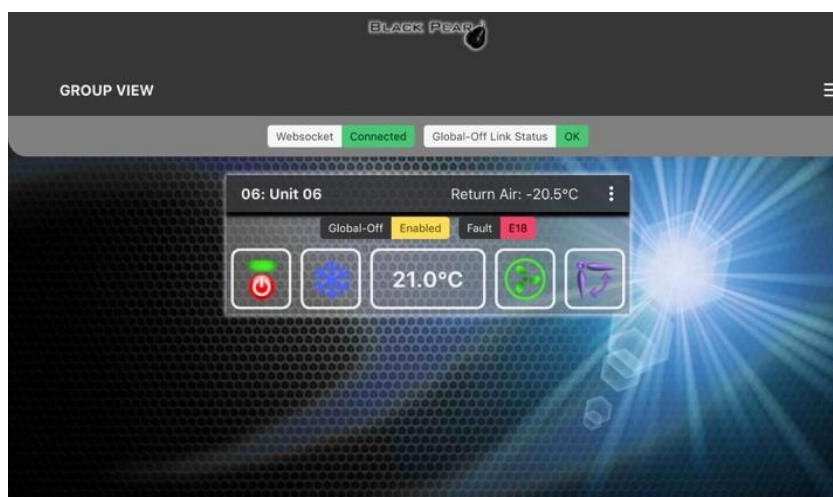 BLACK PEAR
GROUP VIEW
Websocket Connected Global-Off Link Status OK
06: Unit 06 Return Air: -20.5°C
Global-Off Enabled Fault E18
21.0°C